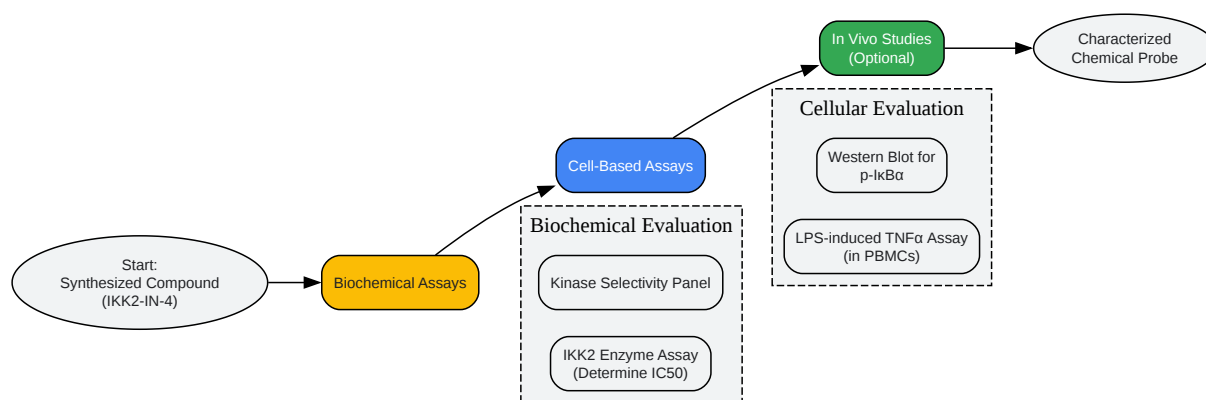 Start:
Synthesized Compound
(IKK2-IN-4)
Biochemical Assays
Cell-Based Assays
In Vivo Studies
(Optional)
Characterized
Chemical Probe
Biochemical Evaluation
Kinase Selectivity Panel
IKK2 Enzyme Assay
(Determine IC50)
Cellular Evaluation
Western Blot for
p-IκBα
LPS-induced TNFα Assay
(in PBMCs)